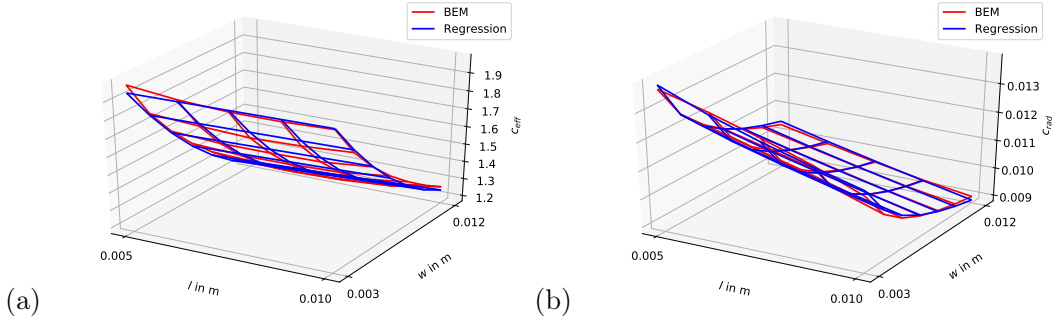 BEM
Regression
1.9
1.8
1.7
1.6
1.5
1.4
1.3
1.2
c_eff
0.005
0.010
l in m
0.003
0.012
w in m
(a)
BEM
Regression
0.013
0.012
0.011
0.010
0.009
c_rad
0.005
0.010
l in m
0.003
0.012
w in m
(b)